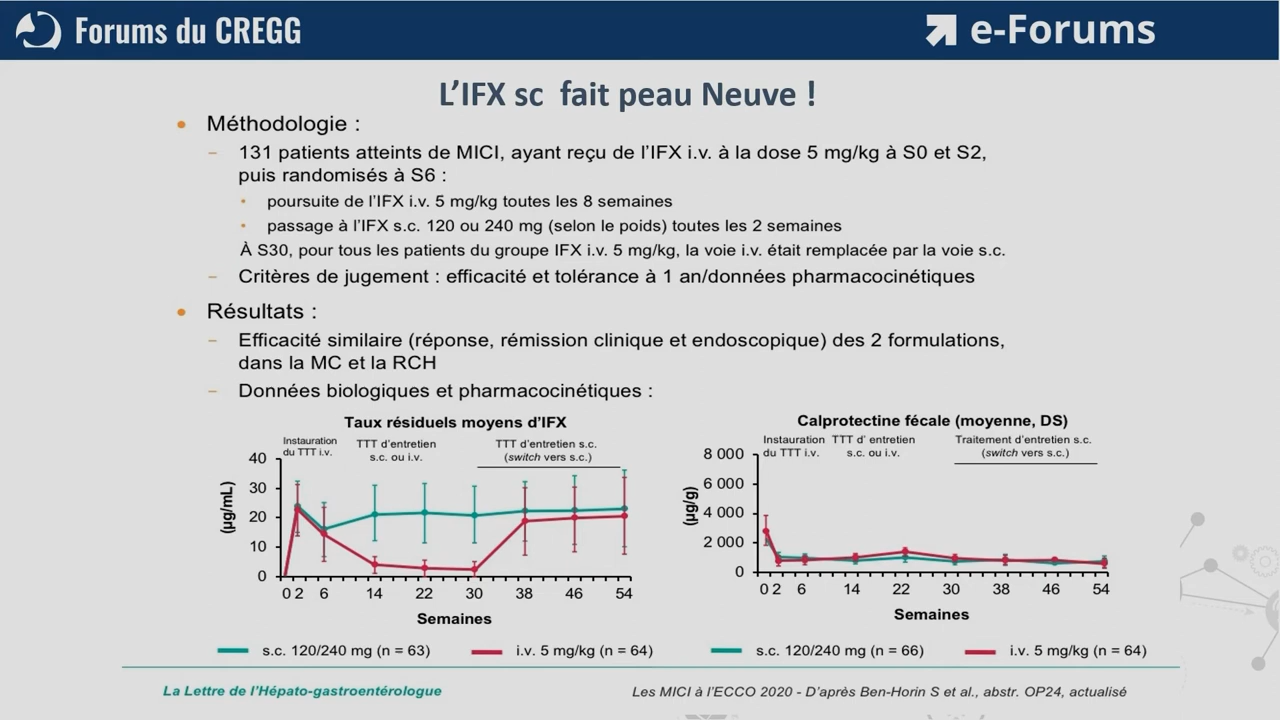 Forums du CREGG
e-Forums
L'IFX sc fait peau Neuve !
• Méthodologie :
– 131 patients atteints de MICI, ayant reçu de l'IFX i.v. à la dose 5 mg/kg à S0 et S2,
puis randomisés à S6 :
• poursuite de l'IFX i.v. 5 mg/kg toutes les 8 semaines
• passage à l'IFX s.c. 120 ou 240 mg (selon le poids) toutes les 2 semaines
À S30, pour tous les patients du groupe IFX i.v. 5 mg/kg, la voie i.v. était remplacée par la voie s.c.
– Critères de jugement : efficacité et tolérance à 1 an/données pharmacocinétiques
• Résultats :
– Efficacité similaire (réponse, rémission clinique et endoscopique) des 2 formulations,
dans la MC et la RCH
– Données biologiques et pharmacocinétiques :
Taux résiduels moyens d'IFX
Instauration
du TTT i.v.
TTT d'entretien
s.c. ou i.v.
TTT d'entretien s.c.
(switch vers s.c.)
(µg/mL)
40
30
20
10
0
0 2 6 14 22 30 38 46 54
Semaines
s.c. 120/240 mg (n = 63)
i.v. 5 mg/kg (n = 64)
Calprotectine fécale (moyenne, DS)
Instauration
du TTT i.v.
TTT d' entretien
s.c. ou i.v.
Traitement d'entretien s.c.
(switch vers s.c.)
(µg/g)
8 000
6 000
4 000
2 000
0
0 2 6 14 22 30 38 46 54
Semaines
s.c. 120/240 mg (n = 66)
i.v. 5 mg/kg (n = 64)
La Lettre de l'Hépato-gastroentérologue
Les MICI à l'ECCO 2020 - D'après Ben-Horin S et al., abstr. OP24, actualisé